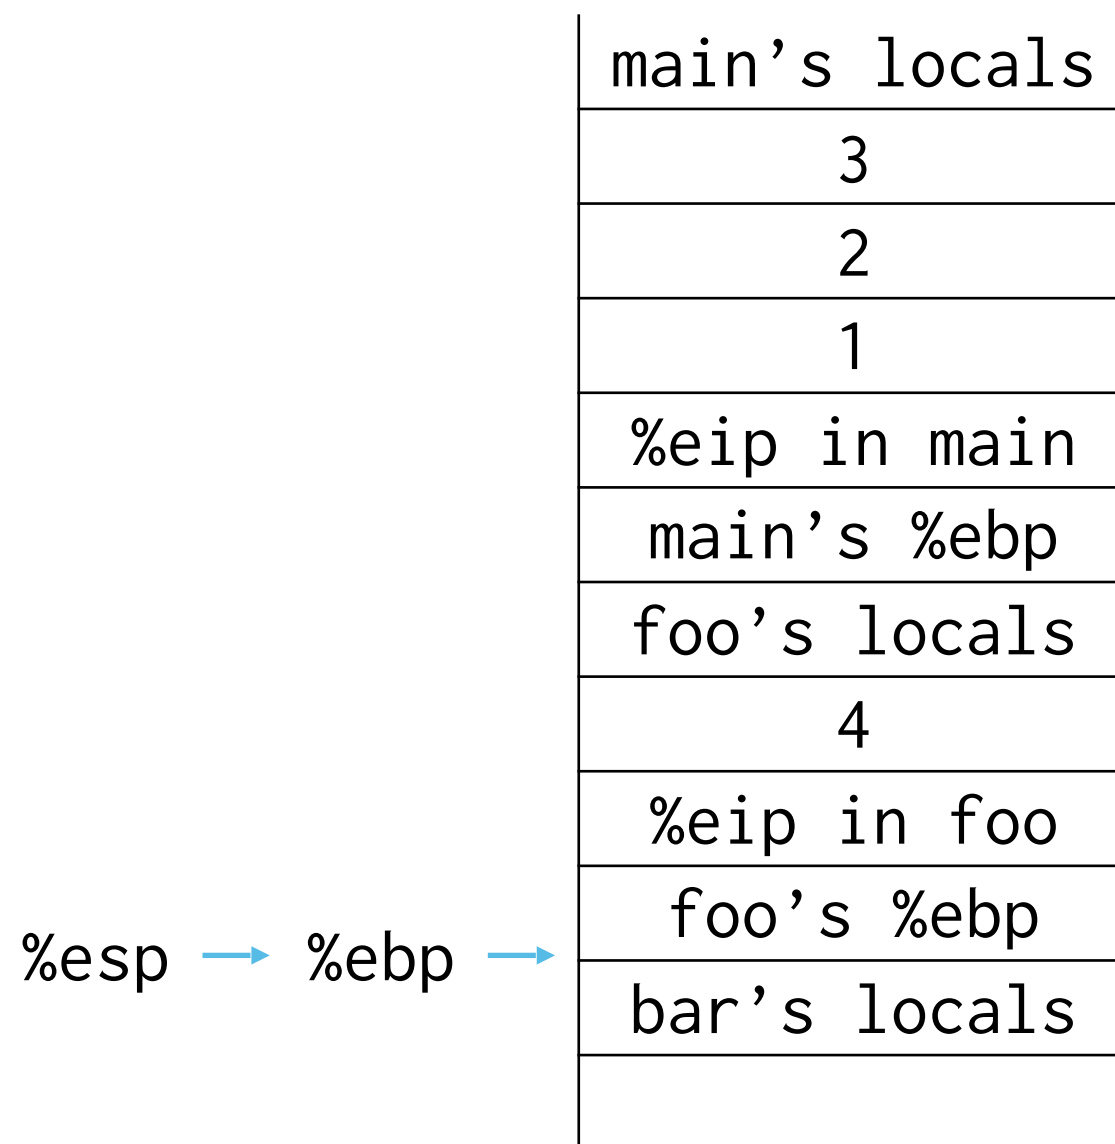 main’s locals
3
2
1
%eip in main
main’s %ebp
foo’s locals
4
%eip in foo
foo’s %ebp
%esp %ebp
bar’s locals